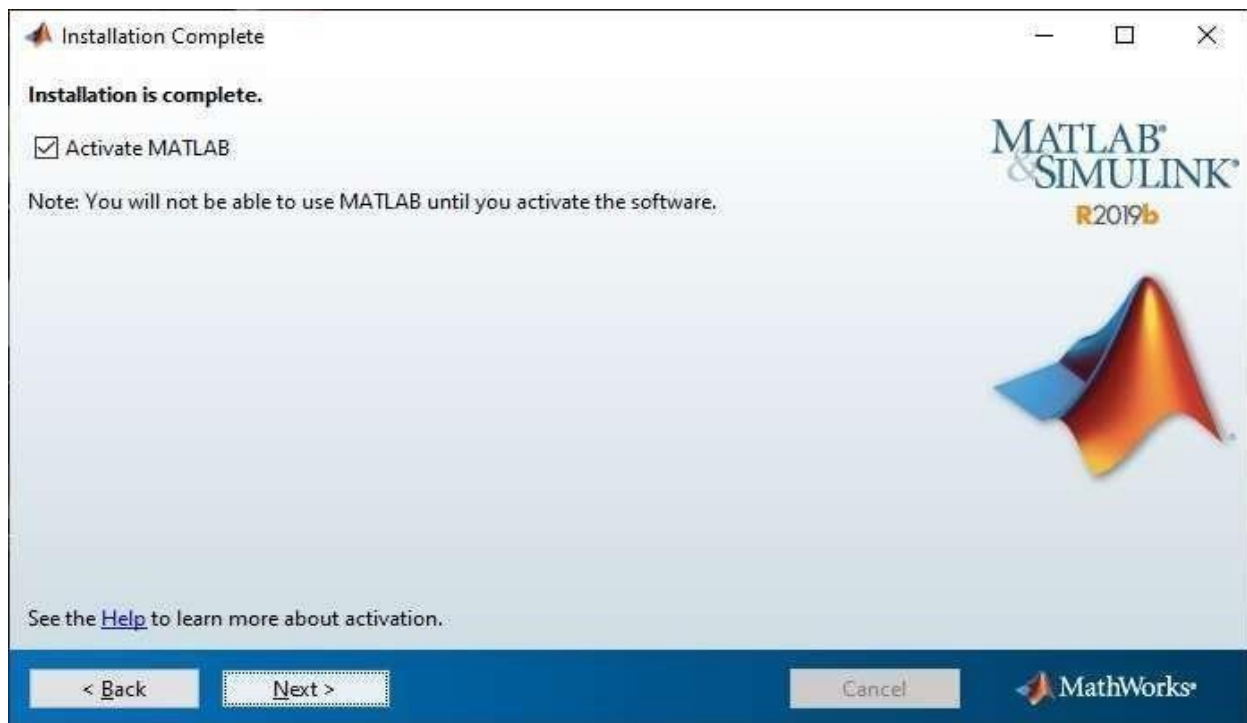 Installation Complete
Installation is complete.
Activate MATLAB
Note: You will not be able to use MATLAB until you activate the software.
MATLAB®
&SIMULINK®
R2019b
See the Help to learn more about activation.
< Back
Next >
Cancel
MathWorks®